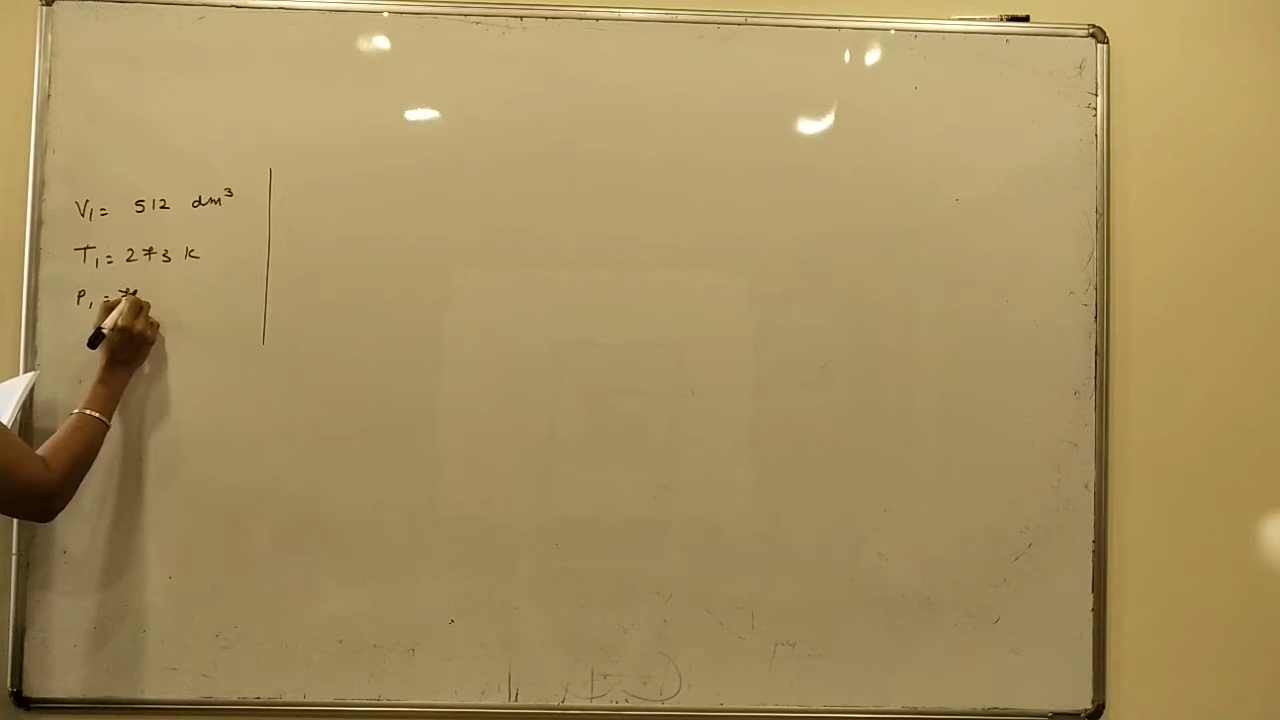 V₁ = 512 dm³
T₁ = 273 K
P₁ =